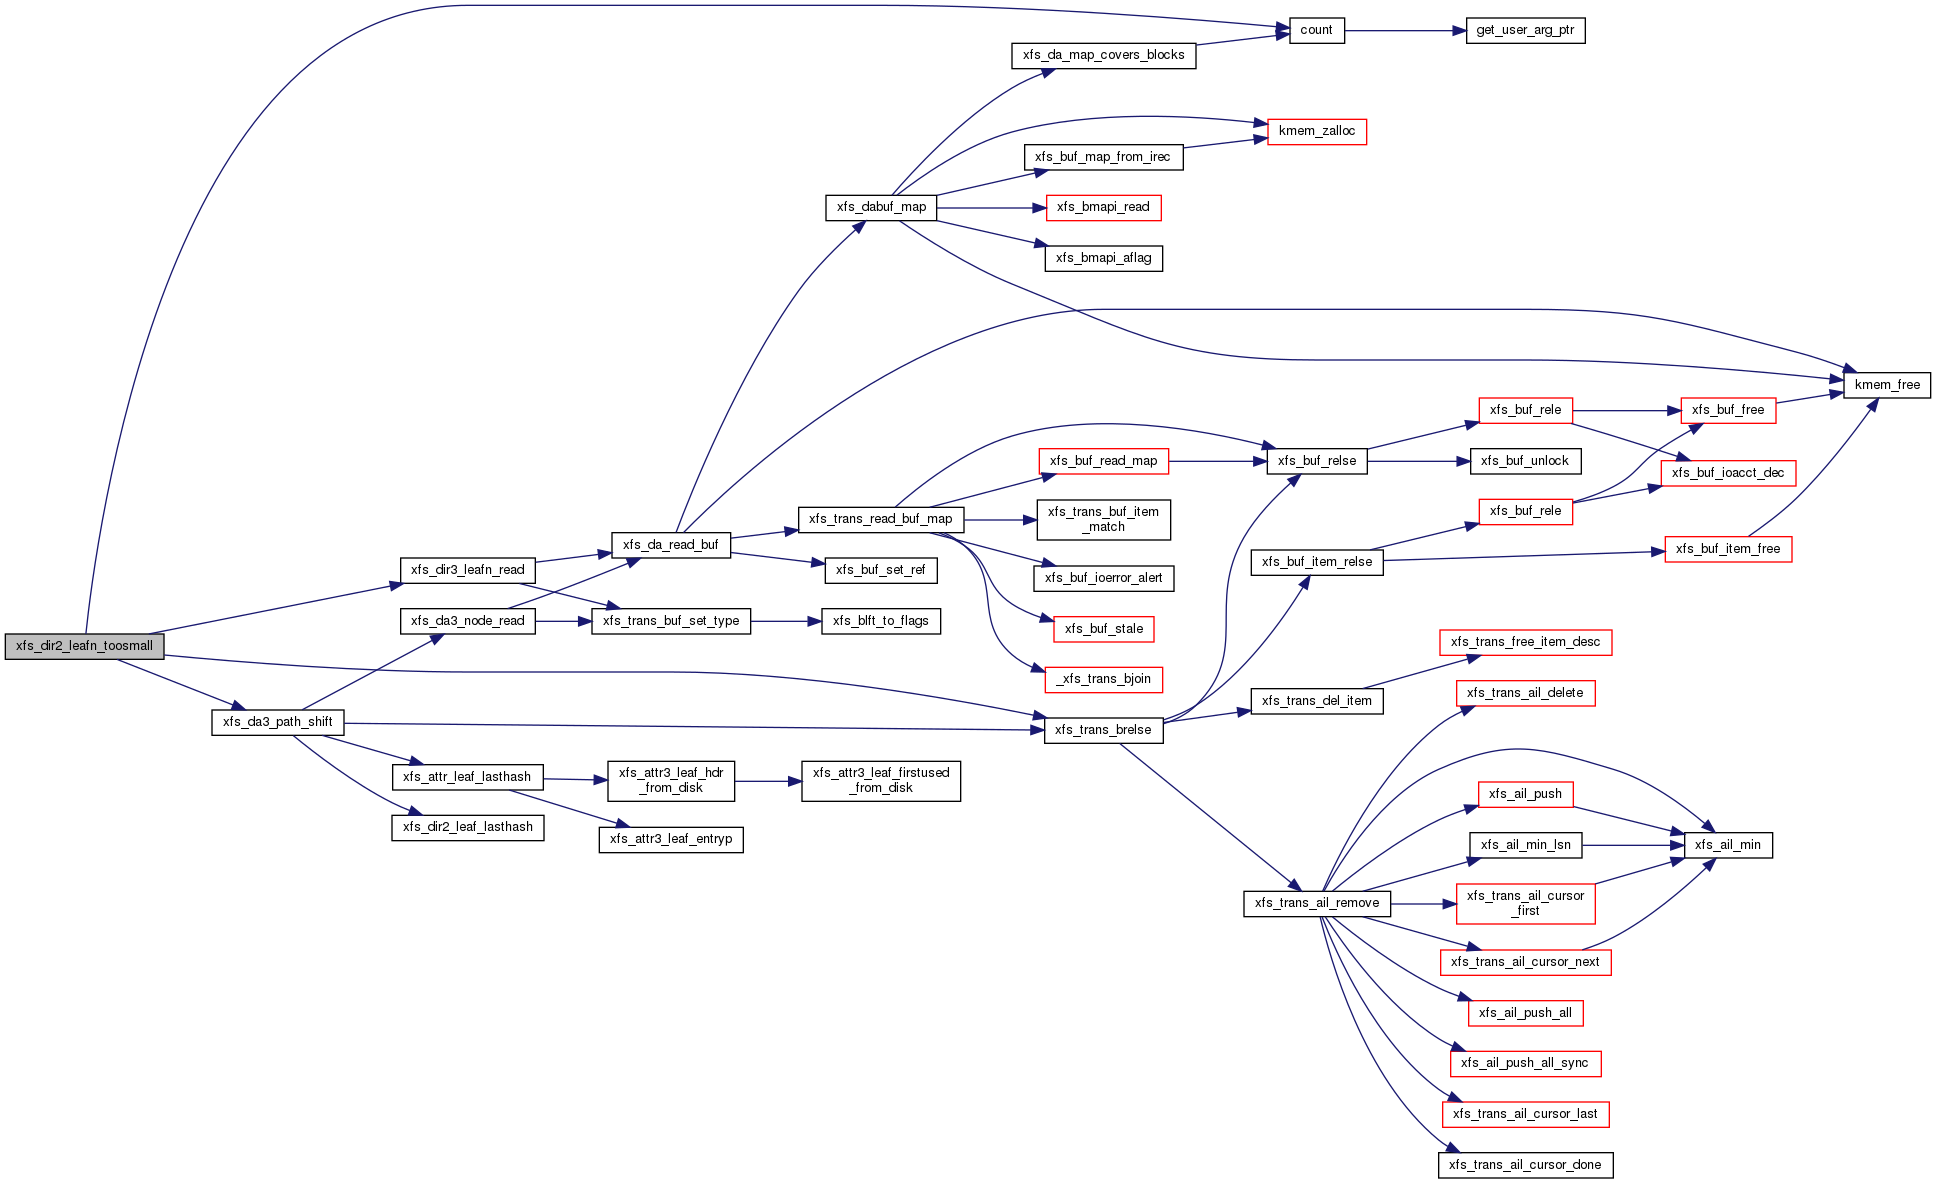 count
get_user_arg_ptr
xfs_da_map_covers_blocks
kmem_zalloc
xfs_buf_map_from_irec
xfs_dabuf_map
xfs_bmapi_read
xfs_bmapi_aflag
kmem_free
xfs_buf_rele
xfs_buf_free
xfs_buf_read_map
xfs_buf_relse
xfs_buf_unlock
xfs_buf_ioacct_dec
xfs_trans_read_buf_map
xfs_trans_buf_item
_match
xfs_buf_rele
xfs_da_read_buf
xfs_buf_item_free
xfs_buf_item_relse
xfs_dir3_leafn_read
xfs_buf_set_ref
xfs_buf_ioerror_alert
xfs_da3_node_read
xfs_trans_buf_set_type
xfs_blft_to_flags
xfs_buf_stale
xfs_dir2_leafn_toosmall
xfs_trans_free_item_desc
_xfs_trans_bjoin
xfs_trans_ail_delete
xfs_trans_del_item
xfs_da3_path_shift
xfs_trans_brelse
xfs_attr_leaf_lasthash
xfs_attr3_leaf_hdr
_from_disk
xfs_attr3_leaf_firstused
_from_disk
xfs_ail_push
xfs_dir2_leaf_lasthash
xfs_attr3_leaf_entryp
xfs_ail_min_lsn
xfs_ail_min
xfs_trans_ail_remove
xfs_trans_ail_cursor
_first
xfs_trans_ail_cursor_next
xfs_ail_push_all
xfs_ail_push_all_sync
xfs_trans_ail_cursor_last
xfs_trans_ail_cursor_done